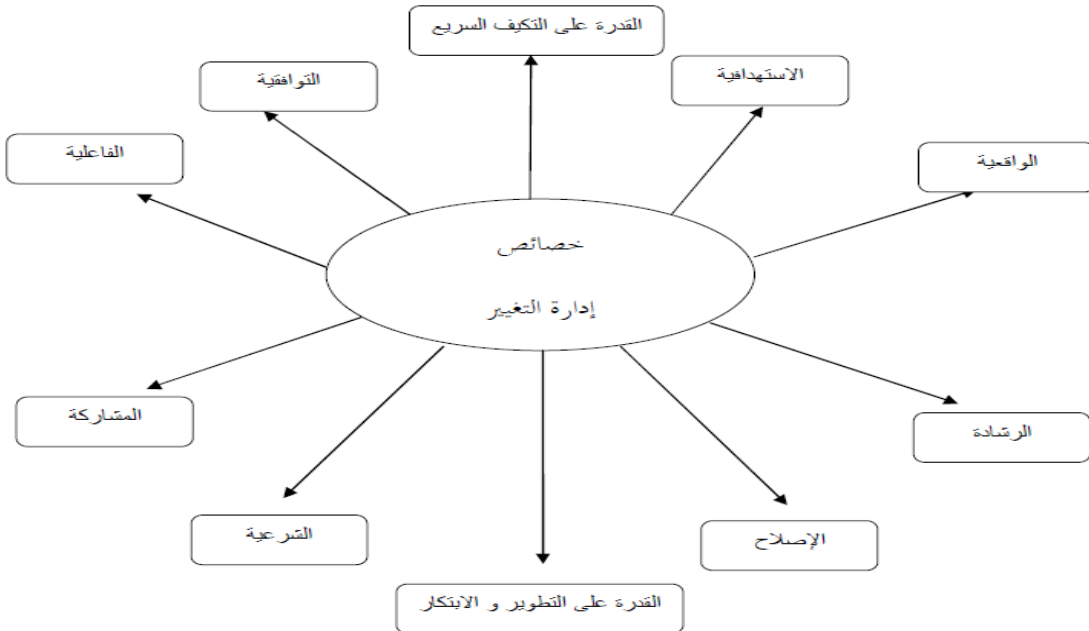 القدرة على التكيف السريع
الاستهدافية
التوافقية
الواقعية
الفاعلية
خصائص
إدارة التغيير
المشاركة
الرشادة
الشرعية
الإصلاح
القدرة على التطوير و الابتكار